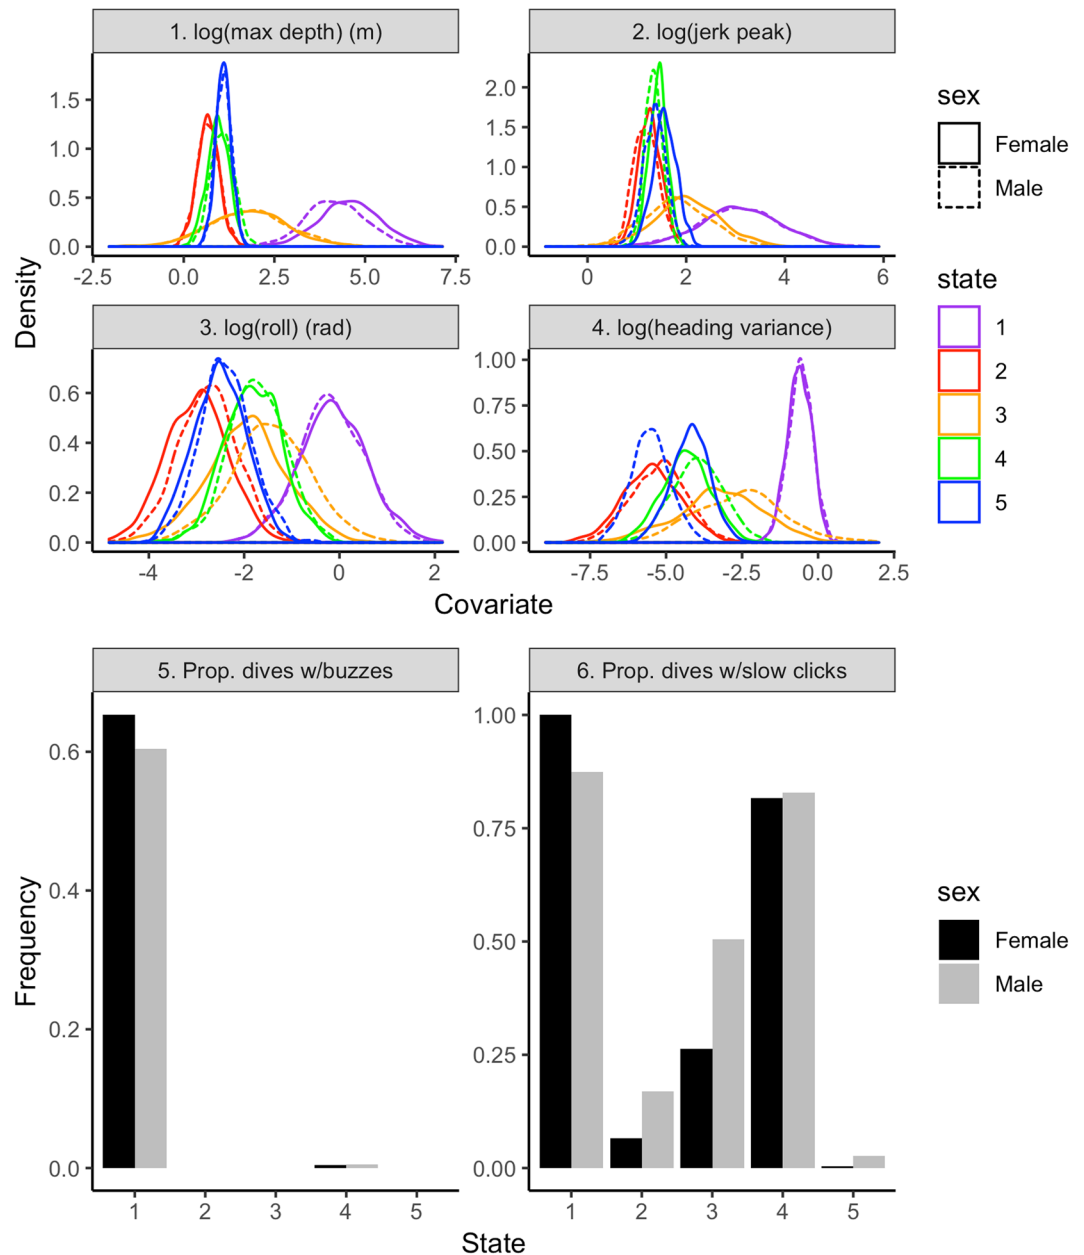 1. log(max depth) (m)
2. log(jerk peak)
1.5
1.0
0.5
0.0
-2.5 0.0 2.5 5.0 7.5
2.0
1.5
1.0
0.5
0.0
0 2 4 6
3. log(roll) (rad)
4. log(heading variance)
0.6
0.4
0.2
0.0
-4 -2 0 2
1.00
0.75
0.50
0.25
0.00
-7.5 -5.0 -2.5 0.0 2.5
Density
Covariate
sex
Female
Male
state
1
2
3
4
5
5. Prop. dives w/buzzes
6. Prop. dives w/slow clicks
0.6
0.4
0.2
0.0
1 2 3 4 5
1.00
0.75
0.50
0.25
0.00
1 2 3 4 5
Frequency
State
sex
Female
Male